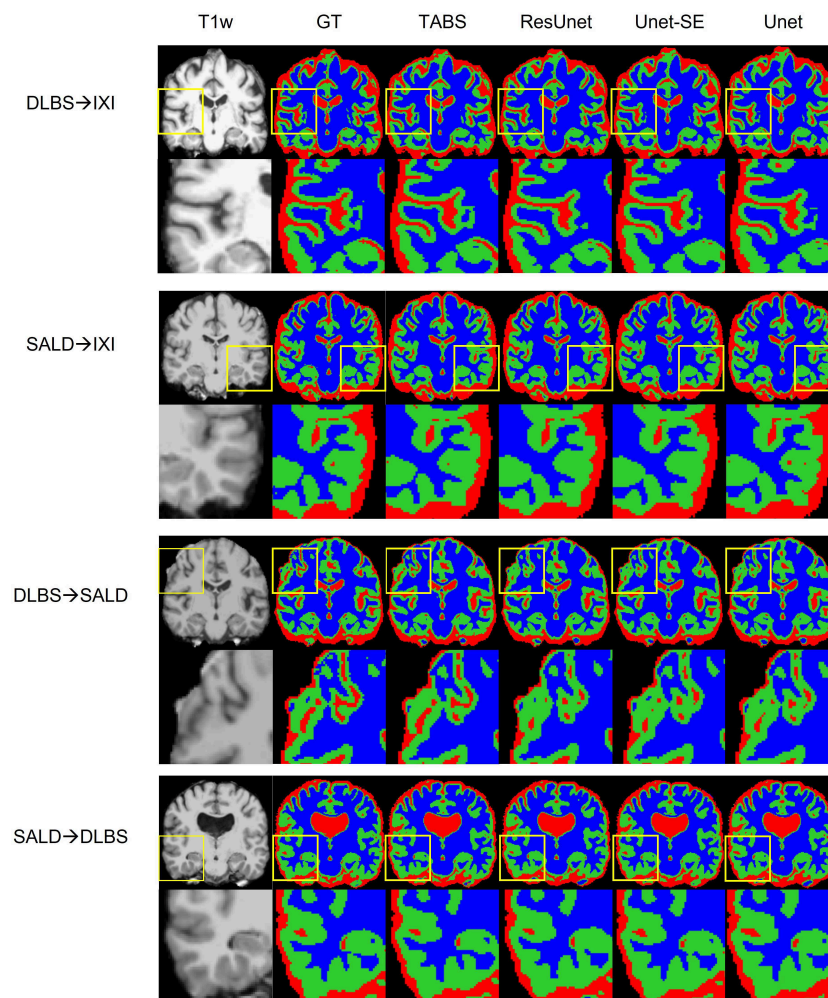 T1w GT TABS ResUnet Unet-SE Unet
DLBS→IXI
SALD→IXI
DLBS→SALD
SALD→DLBS